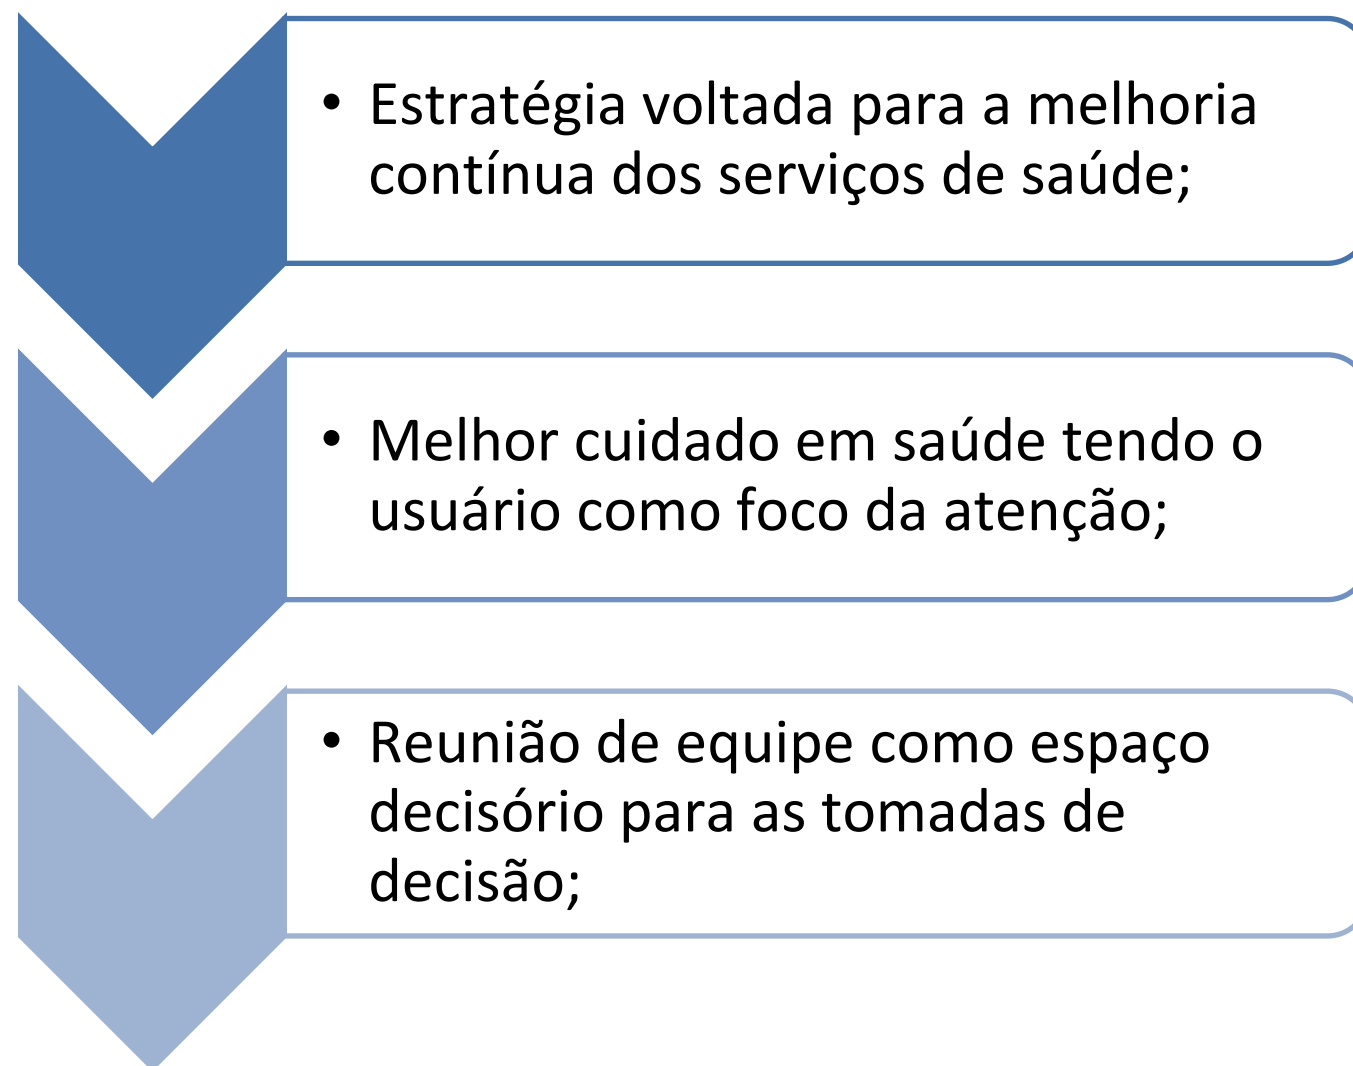 • Estratégia voltada para a melhoria
contínua dos serviços de saúde;
• Melhor cuidado em saúde tendo o
usuário como foco da atenção;
• Reunião de equipe como espaço
decisório para as tomadas de
decisão;